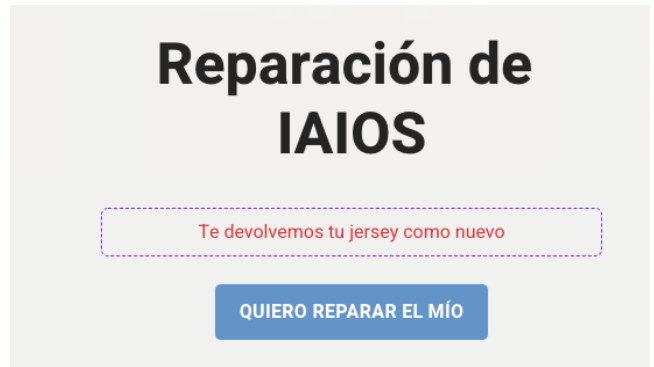 Reparación de
IAIOS
Te devolvemos tu jersey como nuevo
QUIERO REPARAR EL MÍO